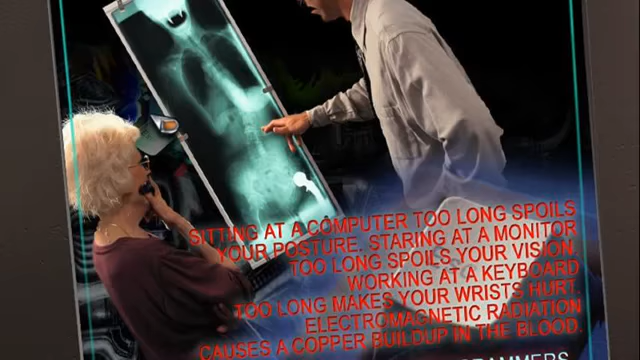 SITTING AT A COMPUTER TOO LONG SPOILS
YOUR POSTURE. STARING AT A MONITOR
TOO LONG SPOILS YOUR VISION.
WORKING AT A KEYBOARD
TOO LONG MAKES YOUR WRISTS HURT.
ELECTROMAGNETIC RADIATION
CAUSES A COPPER BUILDUP IN THE BLOOD.